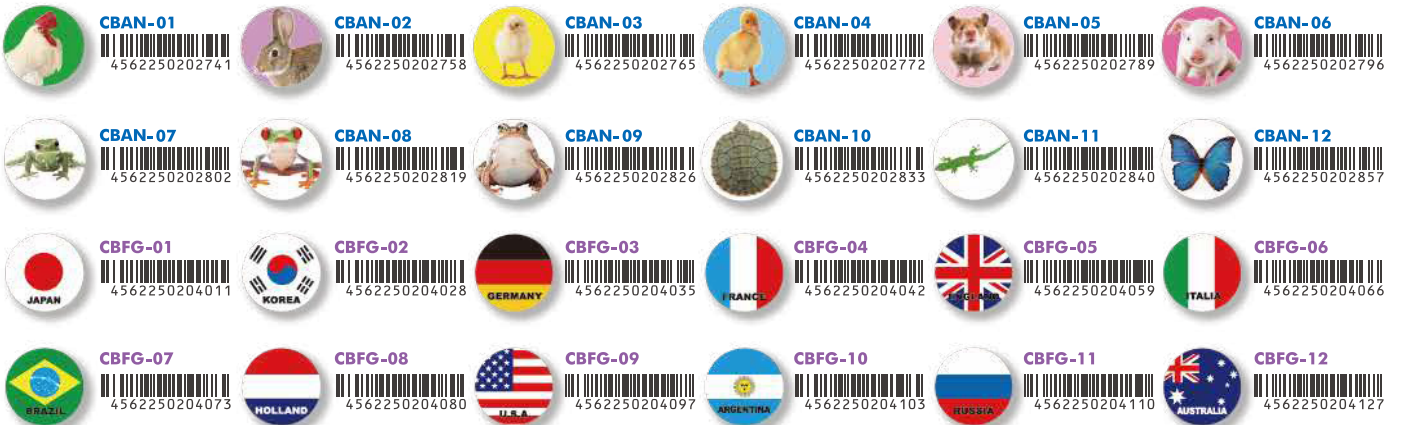 CBAN-01
4562250202741
CBAN-02
4562250202758
CBAN-03
4562250202765
CBAN-04
4562250202772
CBAN-05
4562250202789
CBAN-06
4562250202796
CBAN-07
4562250202802
CBAN-08
4562250202819
CBAN-09
4562250202826
CBAN-10
4562250202833
CBAN-11
4562250202840
CBAN-12
4562250202857
CBFG-01
4562250204011
JAPAN
CBFG-02
4562250204028
KOREA
CBFG-03
4562250204035
GERMANY
CBFG-04
4562250204042
FRANCE
CBFG-05
4562250204059
ENGLAND
CBFG-06
4562250204066
ITALIA
CBFG-07
4562250204073
BRAZIL
CBFG-08
4562250204080
HOLLAND
CBFG-09
4562250204097
U.S.A
CBFG-10
4562250204103
ARGENTINA
CBFG-11
4562250204110
RUSSIA
CBFG-12
4562250204127
AUSTRALIA